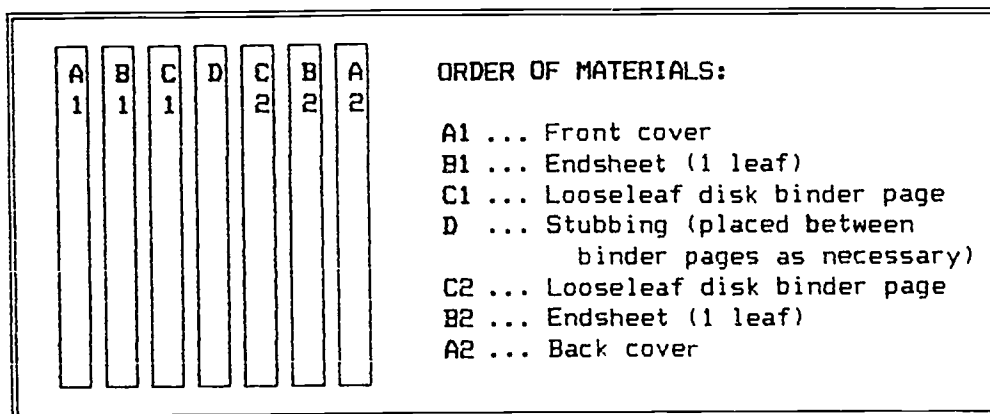 A B C D C B A
1 1 1 2 2 2
ORDER OF MATERIALS:
A1 ... Front cover
B1 ... Endsheet (1 leaf)
C1 ... Looseleaf disk binder page
D ... Stubbing (placed between
binder pages as necessary)
C2 ... Looseleaf disk binder page
B2 ... Endsheet (1 leaf)
A2 ... Back cover